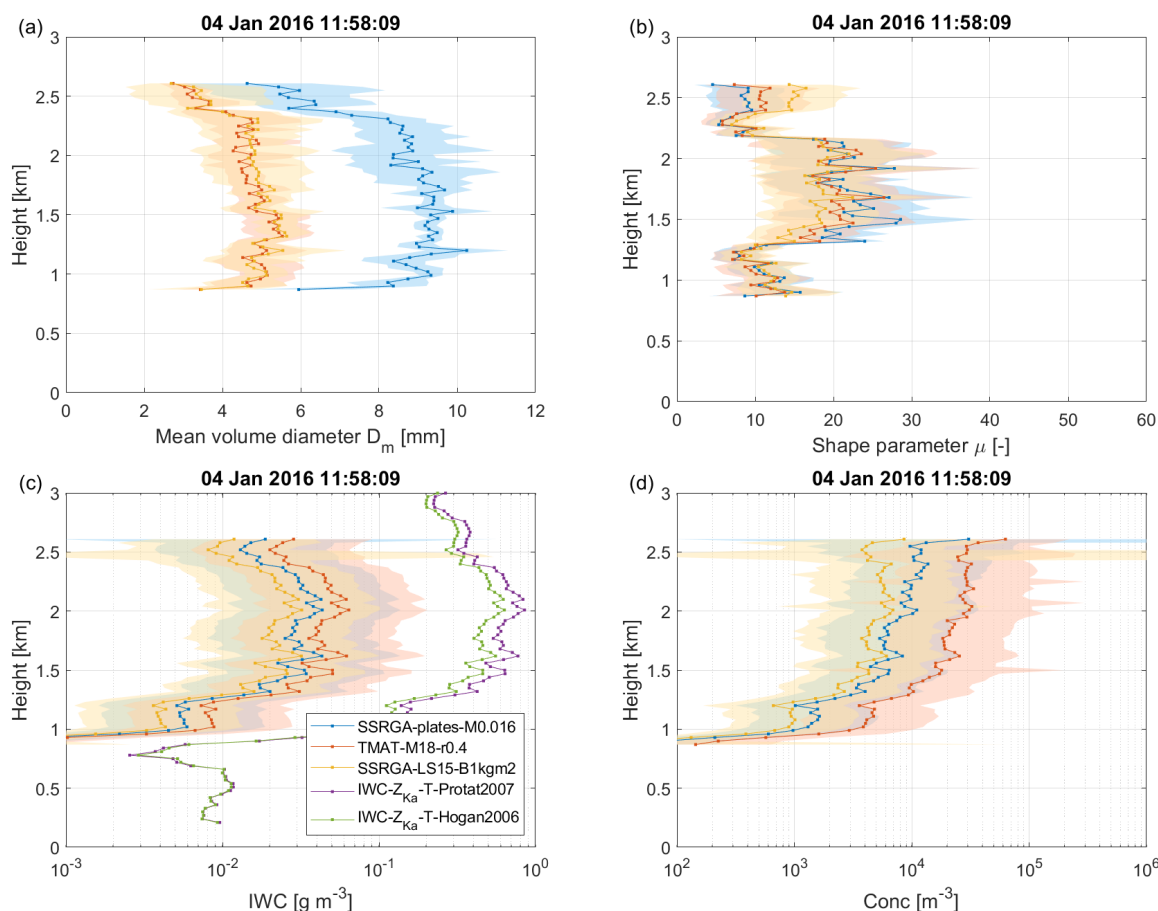 (a) 04 Jan 2016 11:58:09
3
2.5
2
1.5
1
0.5
0
Height [km]
0 2 4 6 8 10 12
Mean volume diameter D_m [mm]
(b) 04 Jan 2016 11:58:09
3
2.5
2
1.5
1
0.5
0
Height [km]
0 10 20 30 40 50 60
Shape parameter μ [-]
(c) 04 Jan 2016 11:58:09
3
2.5
2
1.5
1
0.5
0
Height [km]
SSRGA-plates-M0.016
TMAT-M18-r0.4
SSRGA-LS15-B1kgm2
IWC-Z_Ka-T-Protat2007
IWC-Z_Ka-T-Hogan2006
10^-3 10^-2 10^-1 10^0
IWC [g m^-3]
(d) 04 Jan 2016 11:58:09
3
2.5
2
1.5
1
0.5
0
Height [km]
10^2 10^3 10^4 10^5 10^6
Conc [m^-3]